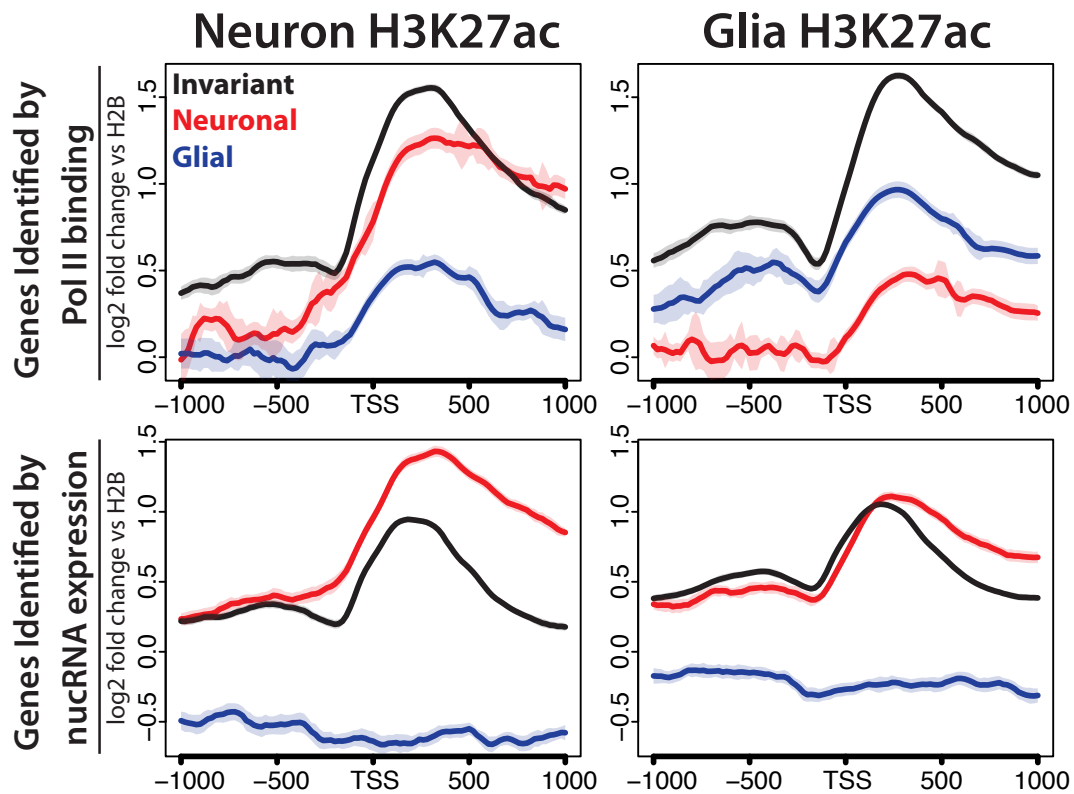 Neuron H3K27ac
Glia H3K27ac
Genes Identified by
Pol II binding
log2 fold change vs H2B
Invariant
Neuronal
Glial
1.5
1.0
0.5
0.0
−1000 −500 TSS 500 1000
1.5
1.0
0.5
0.0
−1000 −500 TSS 500 1000
Genes Identified by
nucRNA expression
log2 fold change vs H2B
1.5
1.0
0.5
0.0
−0.5
−1000 −500 TSS 500 1000
1.5
1.0
0.5
0.0
−0.5
−1000 −500 TSS 500 1000